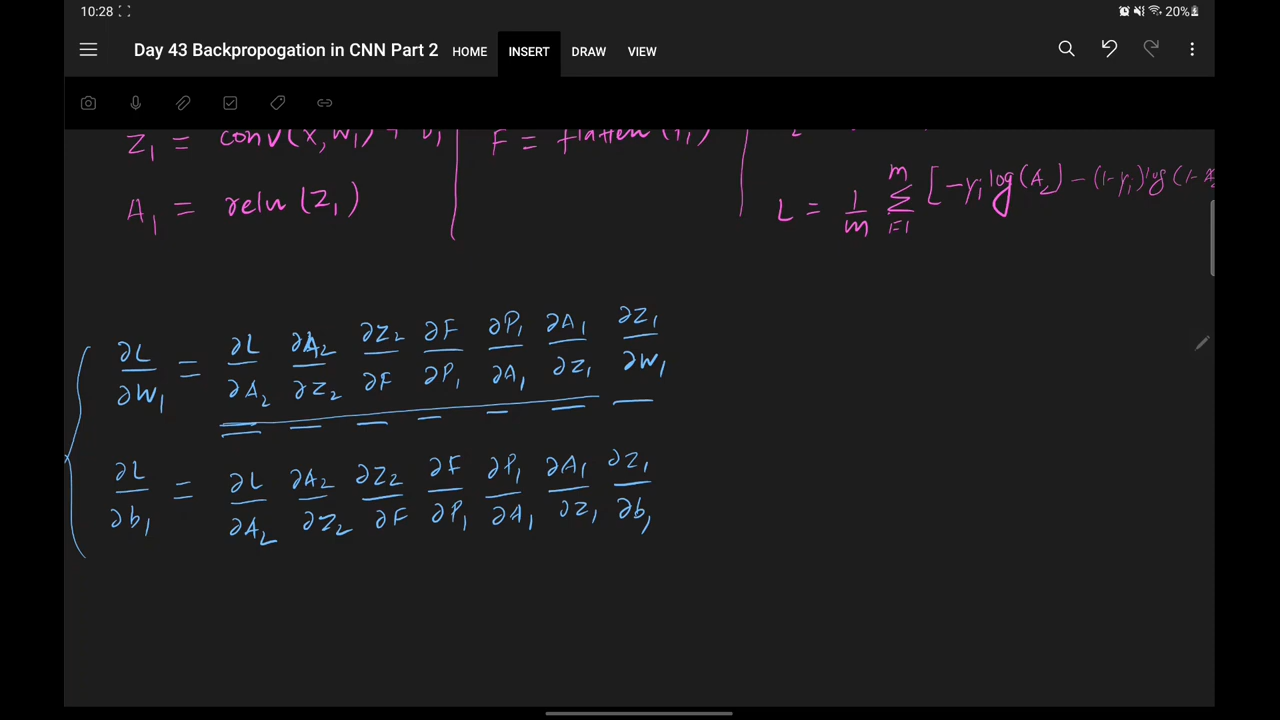 10:28
20%
Day 43 Backpropogation in CNN Part 2 HOME INSERT DRAW VIEW
Z₁ = conv(X, W₁) + b₁
F = flatten(P₁)
A₁ = relu(Z₁)
L = 1/m Σ i=1 m [-yᵢ log(A₂) - (1-yᵢ) log(1-A₂
∂L/∂W₁ = ∂L/∂A₂ ∂A₂/∂Z₂ ∂Z₂/∂F ∂F/∂P₁ ∂P₁/∂A₁ ∂A₁/∂Z₁ ∂Z₁/∂W₁
∂L/∂b₁ = ∂L/∂A₂ ∂A₂/∂Z₂ ∂Z₂/∂F ∂F/∂P₁ ∂P₁/∂A₁ ∂A₁/∂Z₁ ∂Z₁/∂b₁